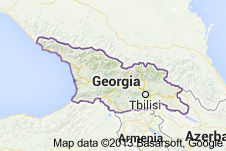 Georgia
Tbilisi
Armenia
Azerba
Map data ©2013 Basarsoft, Google